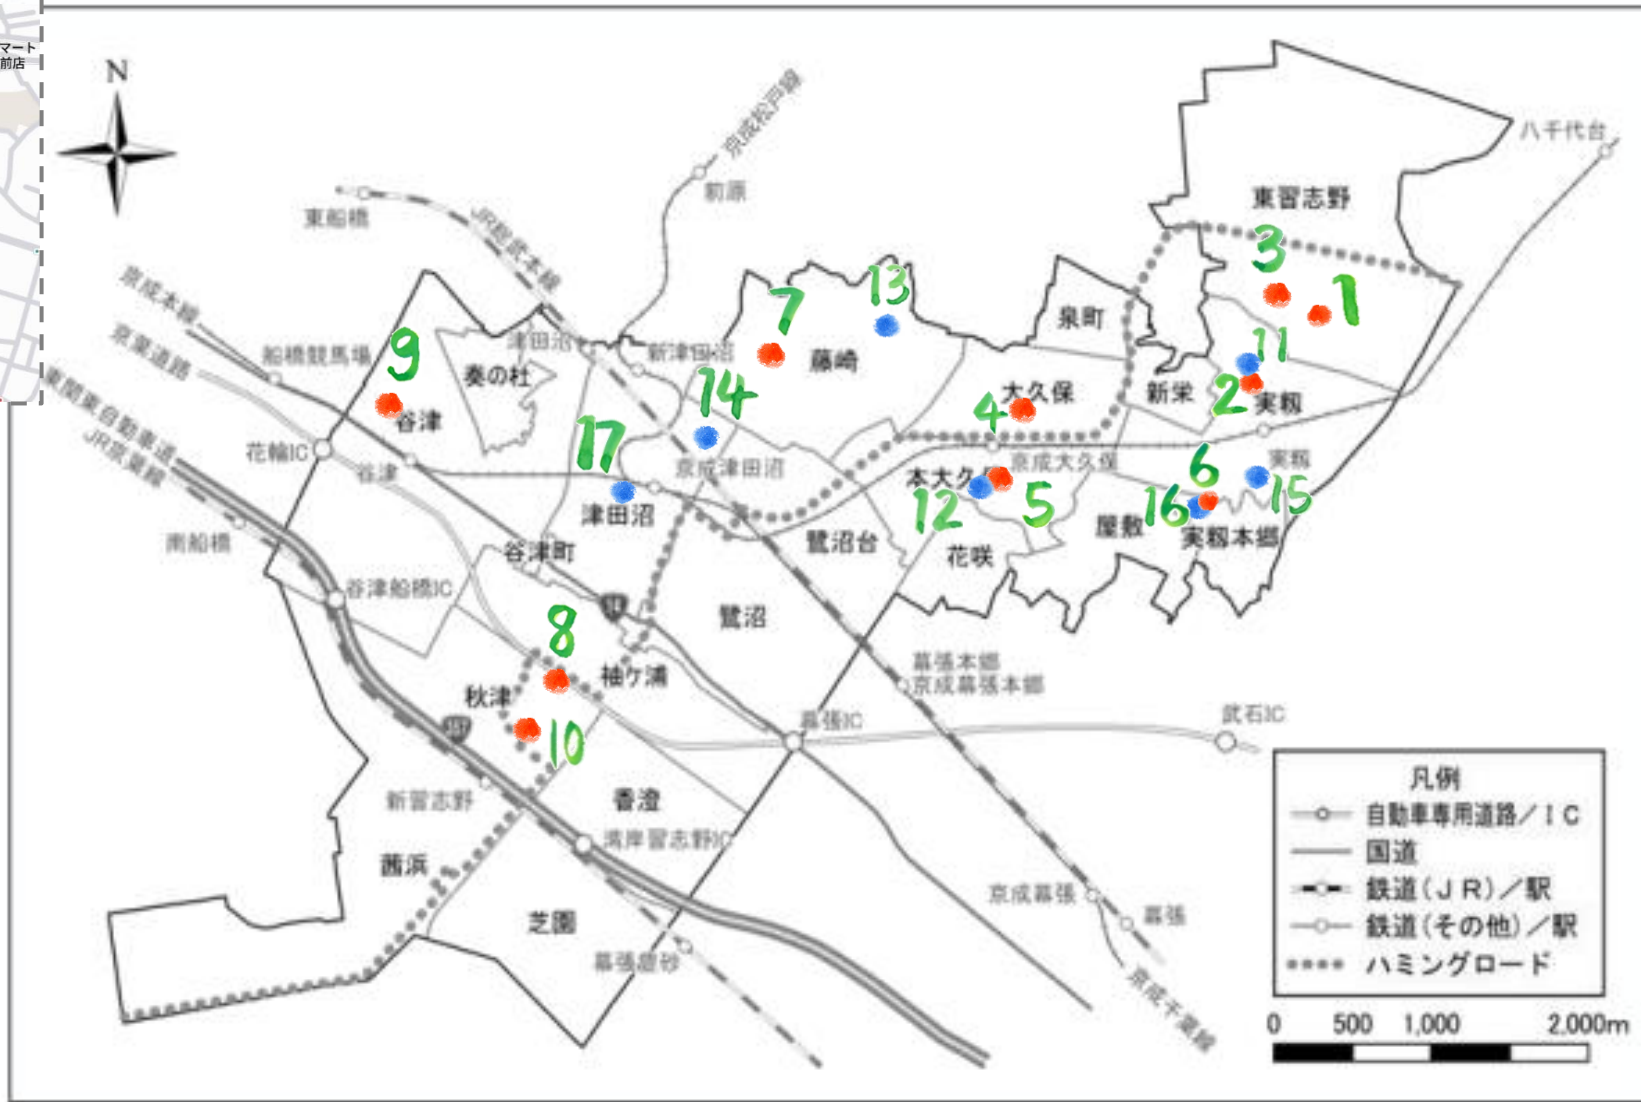 マート
前店
N
京成松戸線
八千代台
前原
東習志野
東船橋
JR総武本線
3
13
1
京成本線
7
泉町
津田沼
新津田沼
11
船橋競馬場
9
奏の杜
藤崎
京葉道路
14
大久保
新栄
2
実籾
4
谷津
東関東自動車道
17
花輪IC
谷津
京成津田沼
京成大久保
6
実籾
JR京葉線
本大久保
15
12
5
16
津田沼
屋敷
実籾本郷
南船橋
谷津町
鷺沼台
花咲
谷津船橋IC
14
鷺沼
8
幕張本郷
京成幕張本郷
袖ケ浦
秋津
幕張IC
武石IC
357
10
新習志野
香澄
湾岸習志野IC
茜浜
京成幕張
幕張
芝園
幕張豊砂
京成千葉線
凡例
自動車専用道路/IC
国道
鉄道(JR)/駅
鉄道(その他)/駅
ハミングロード
0 500 1,000 2,000m